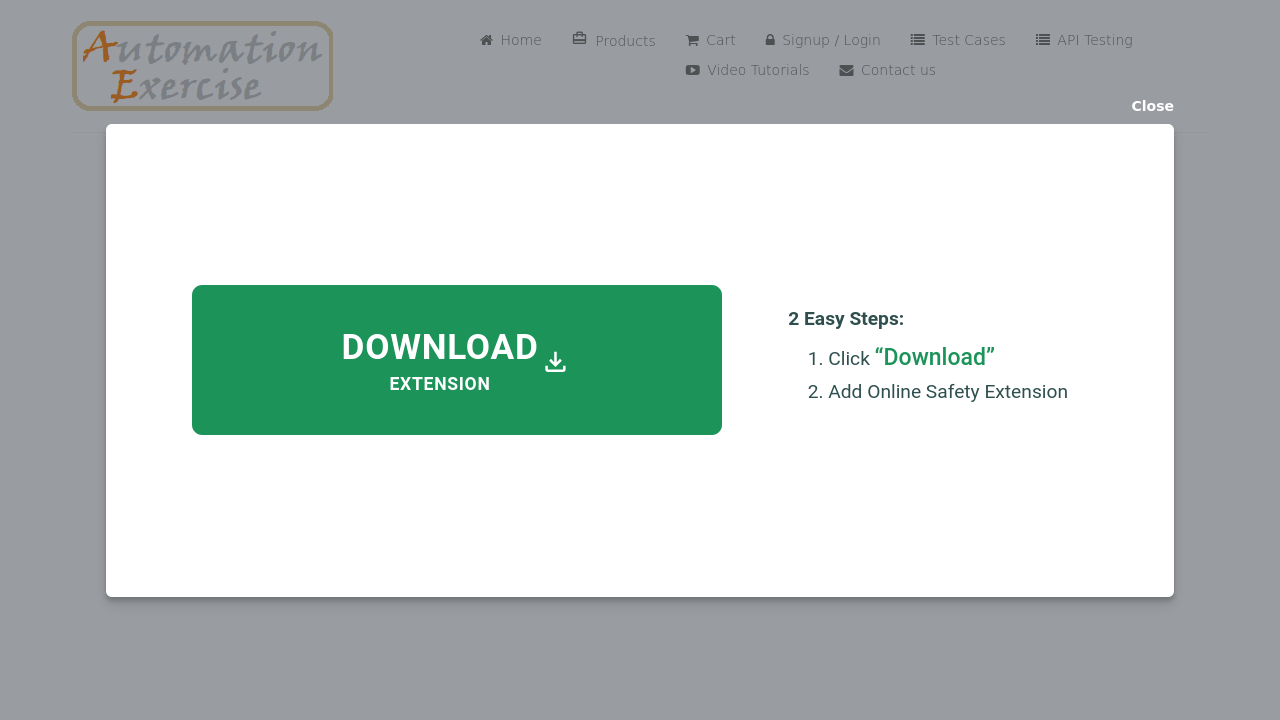 Automation
Exercise
Home
Products
Cart
Signup / Login
Test Cases
API Testing
Video Tutorials
Contact us
Close
DOWNLOAD
EXTENSION
2 Easy Steps:
1. Click “Download”
2. Add Online Safety Extension